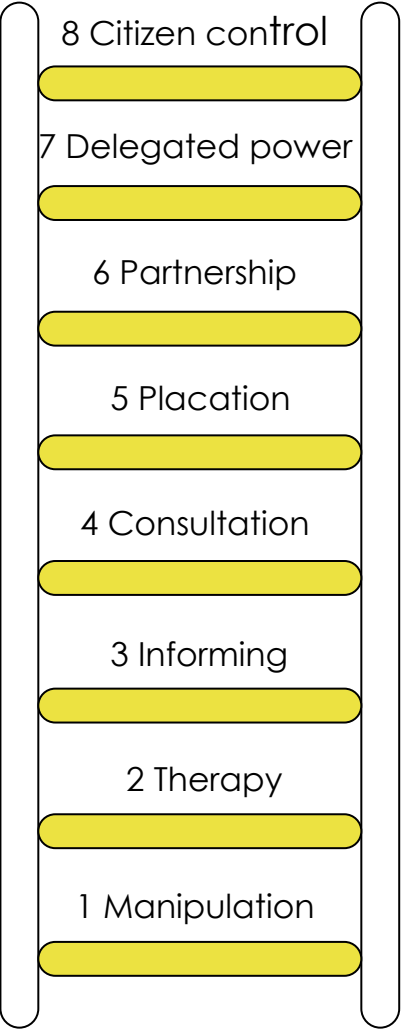 8 Citizen control
7 Delegated power
6 Partnership
5 Placation
4 Consultation
3 Informing
2 Therapy
1 Manipulation